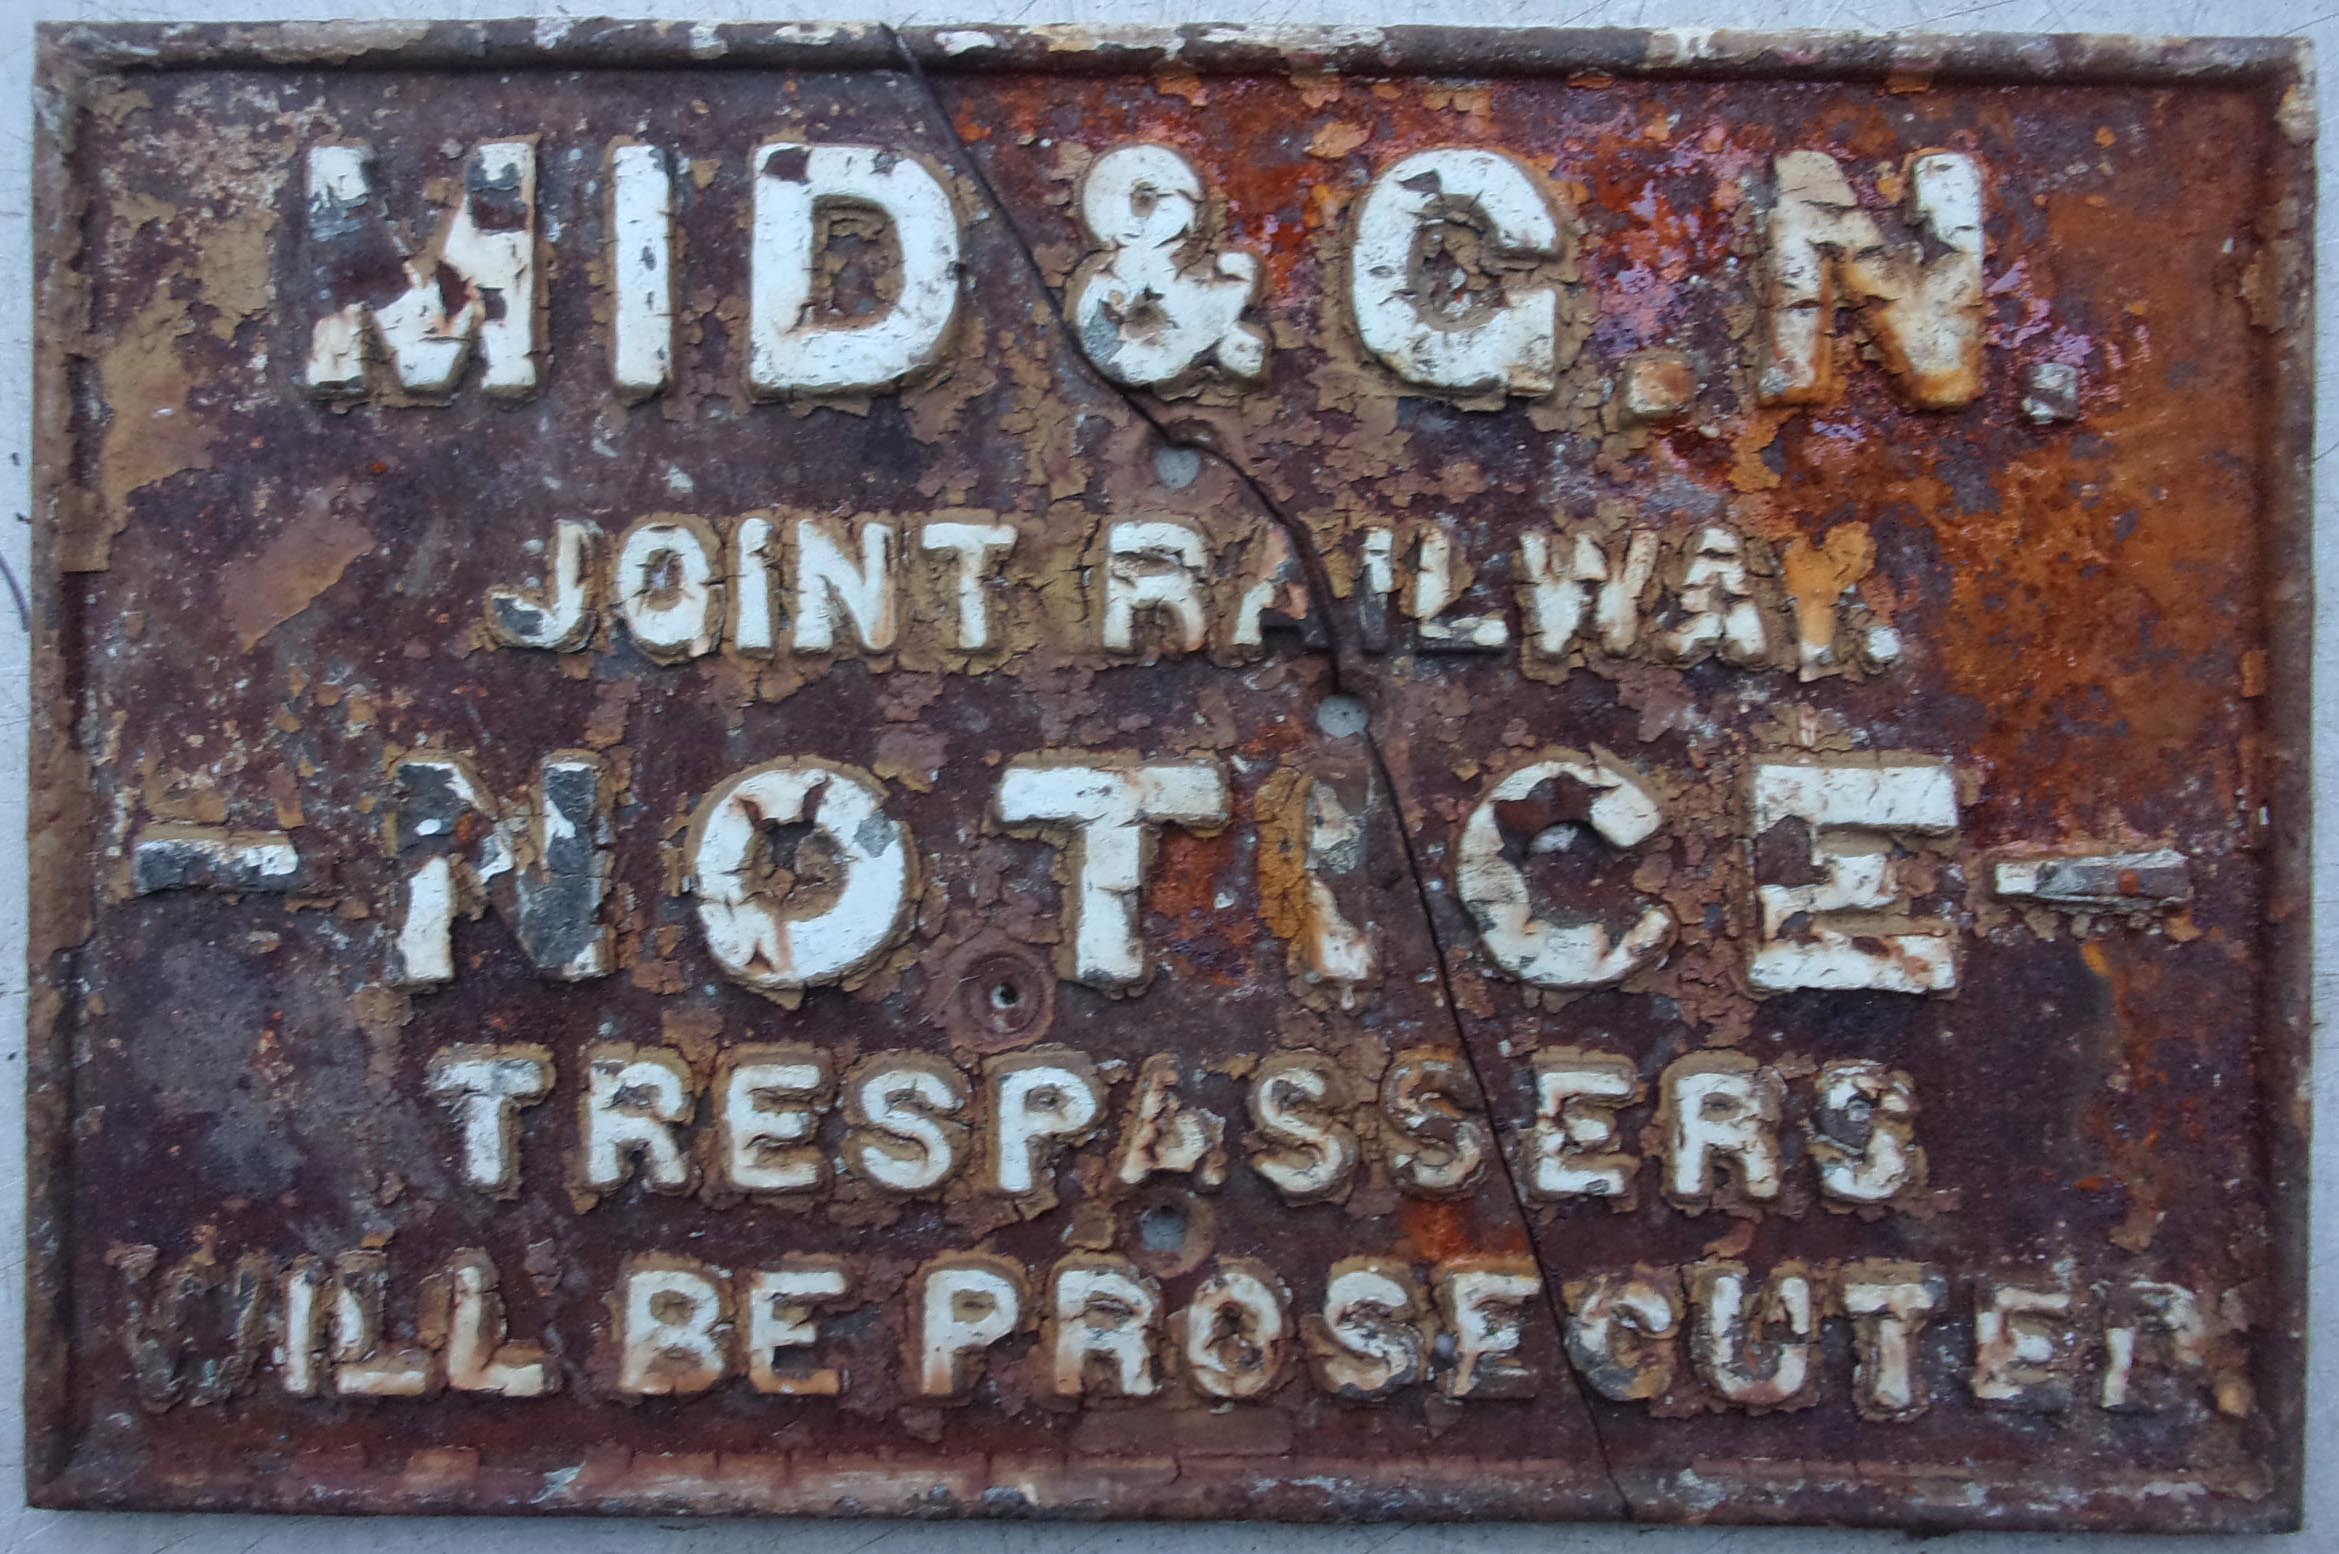 MID & G.N.
JOINT RAILWAY.
-NOTICE-
TRESPASSERS
WILL BE PROSECUTED.